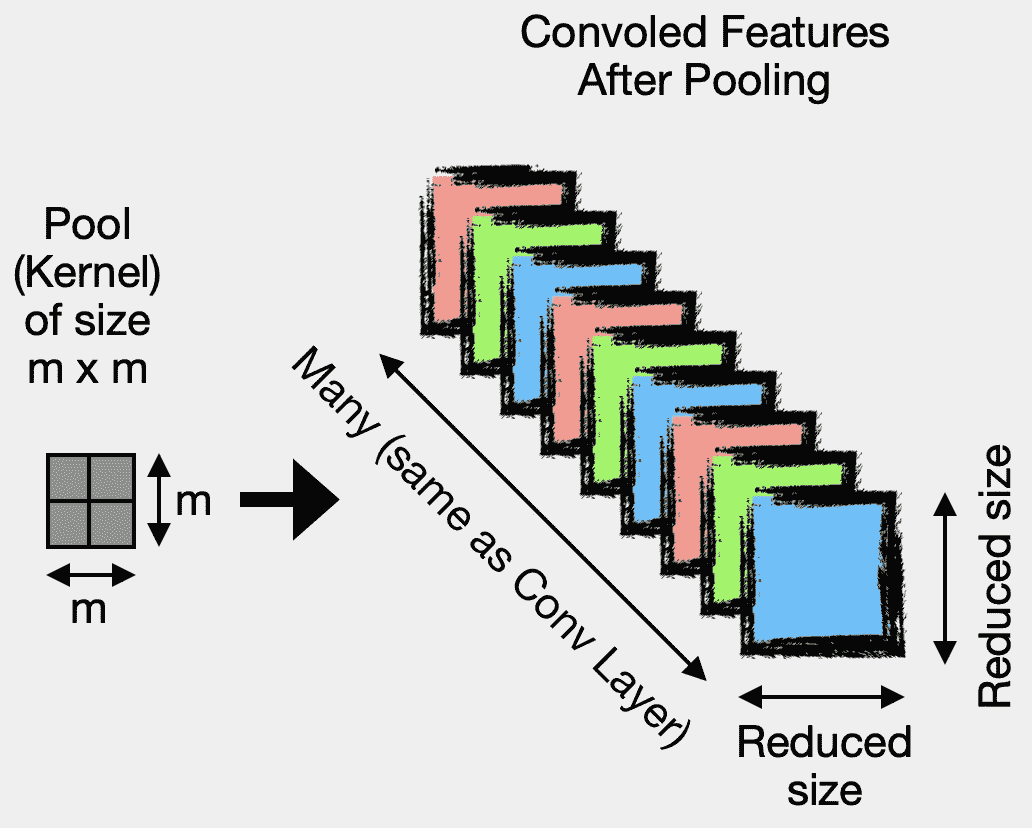 Convoled Features
After Pooling
Pool
(Kernel)
of size
m x m
m
m
Many (same as Conv Layer)
Reduced size
Reduced
size